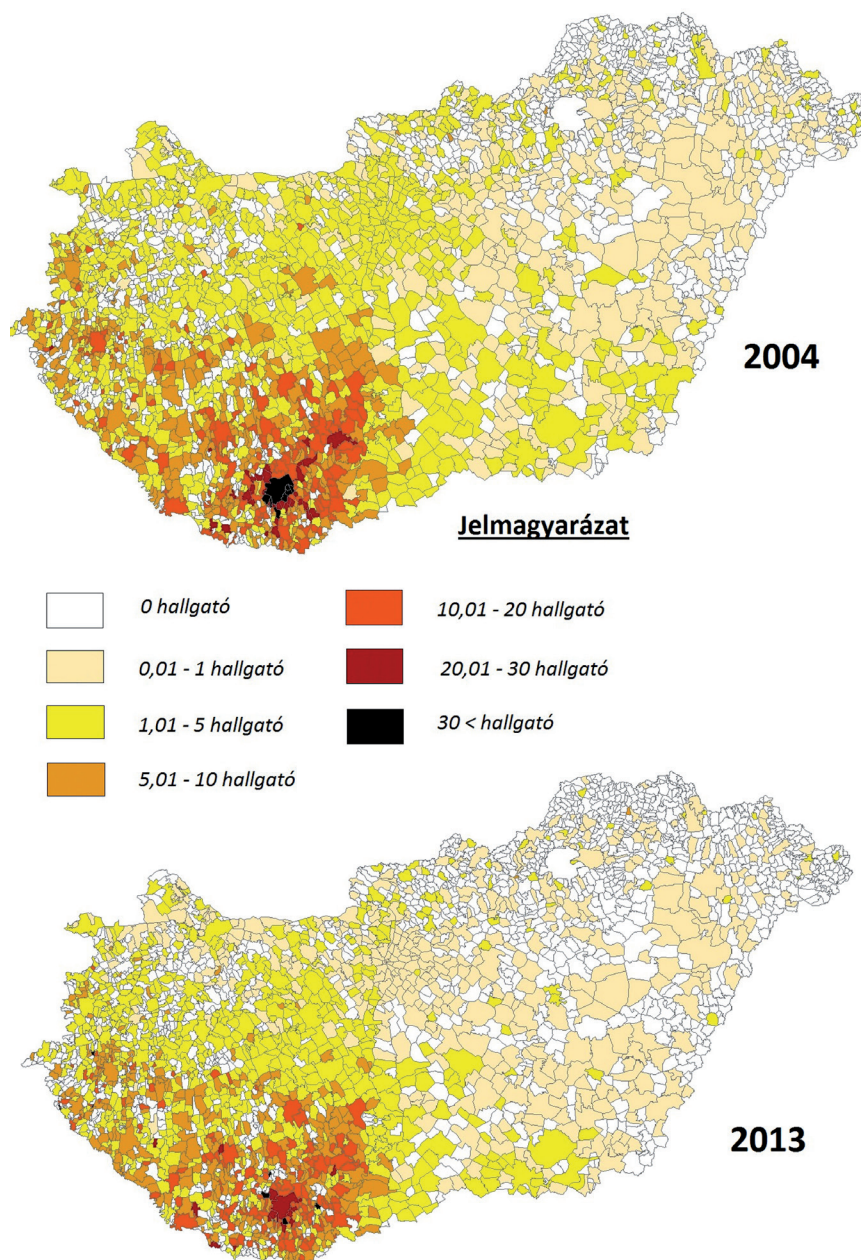 2004
Jelmagyarázat
0 hallgató
0,01 - 1 hallgató
1,01 - 5 hallgató
5,01 - 10 hallgató
10,01 - 20 hallgató
20,01 - 30 hallgató
30 < hallgató
2013